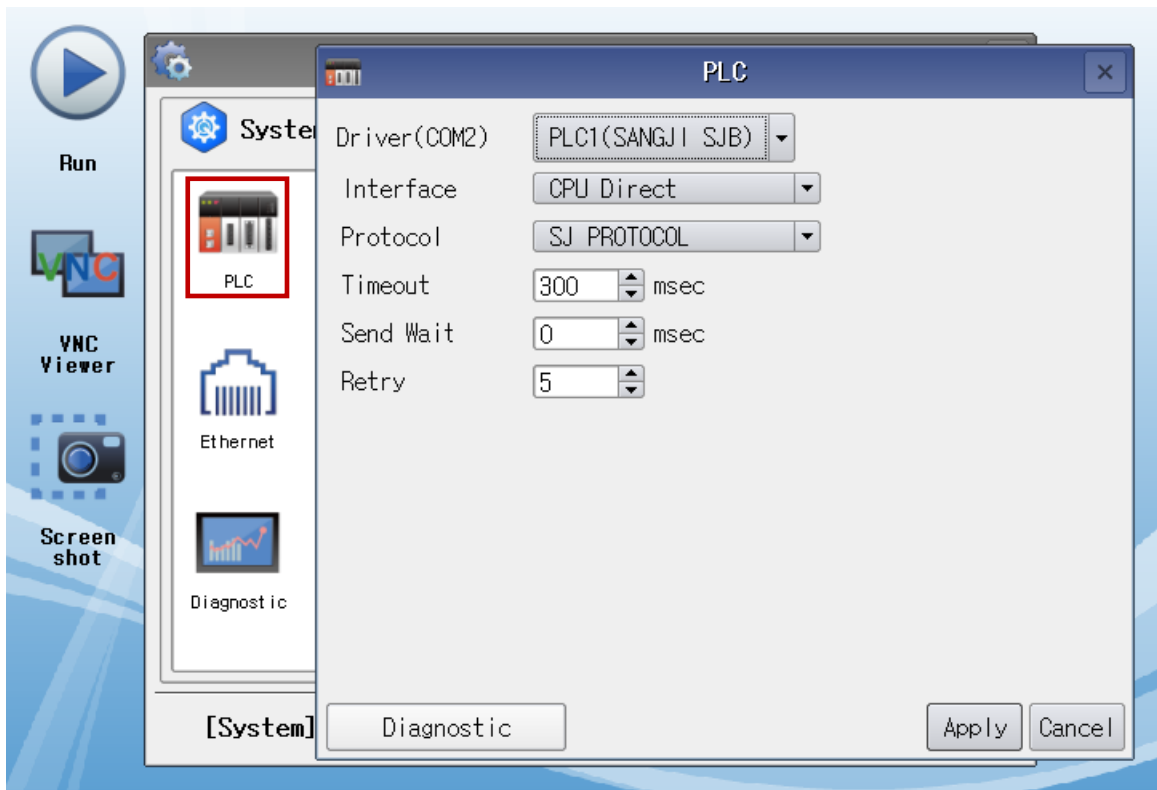 Run
VNC
Viewer
Screen
shot
Syste
PLC
Ethernet
Diagnostic
[System]
PLC
Driver(COM2) PLC1(SANGJI SJB)
Interface CPU Direct
Protocol SJ PROTOCOL
Timeout 300 msec
Send Wait 0 msec
Retry 5
Diagnostic Apply Cancel
VNC